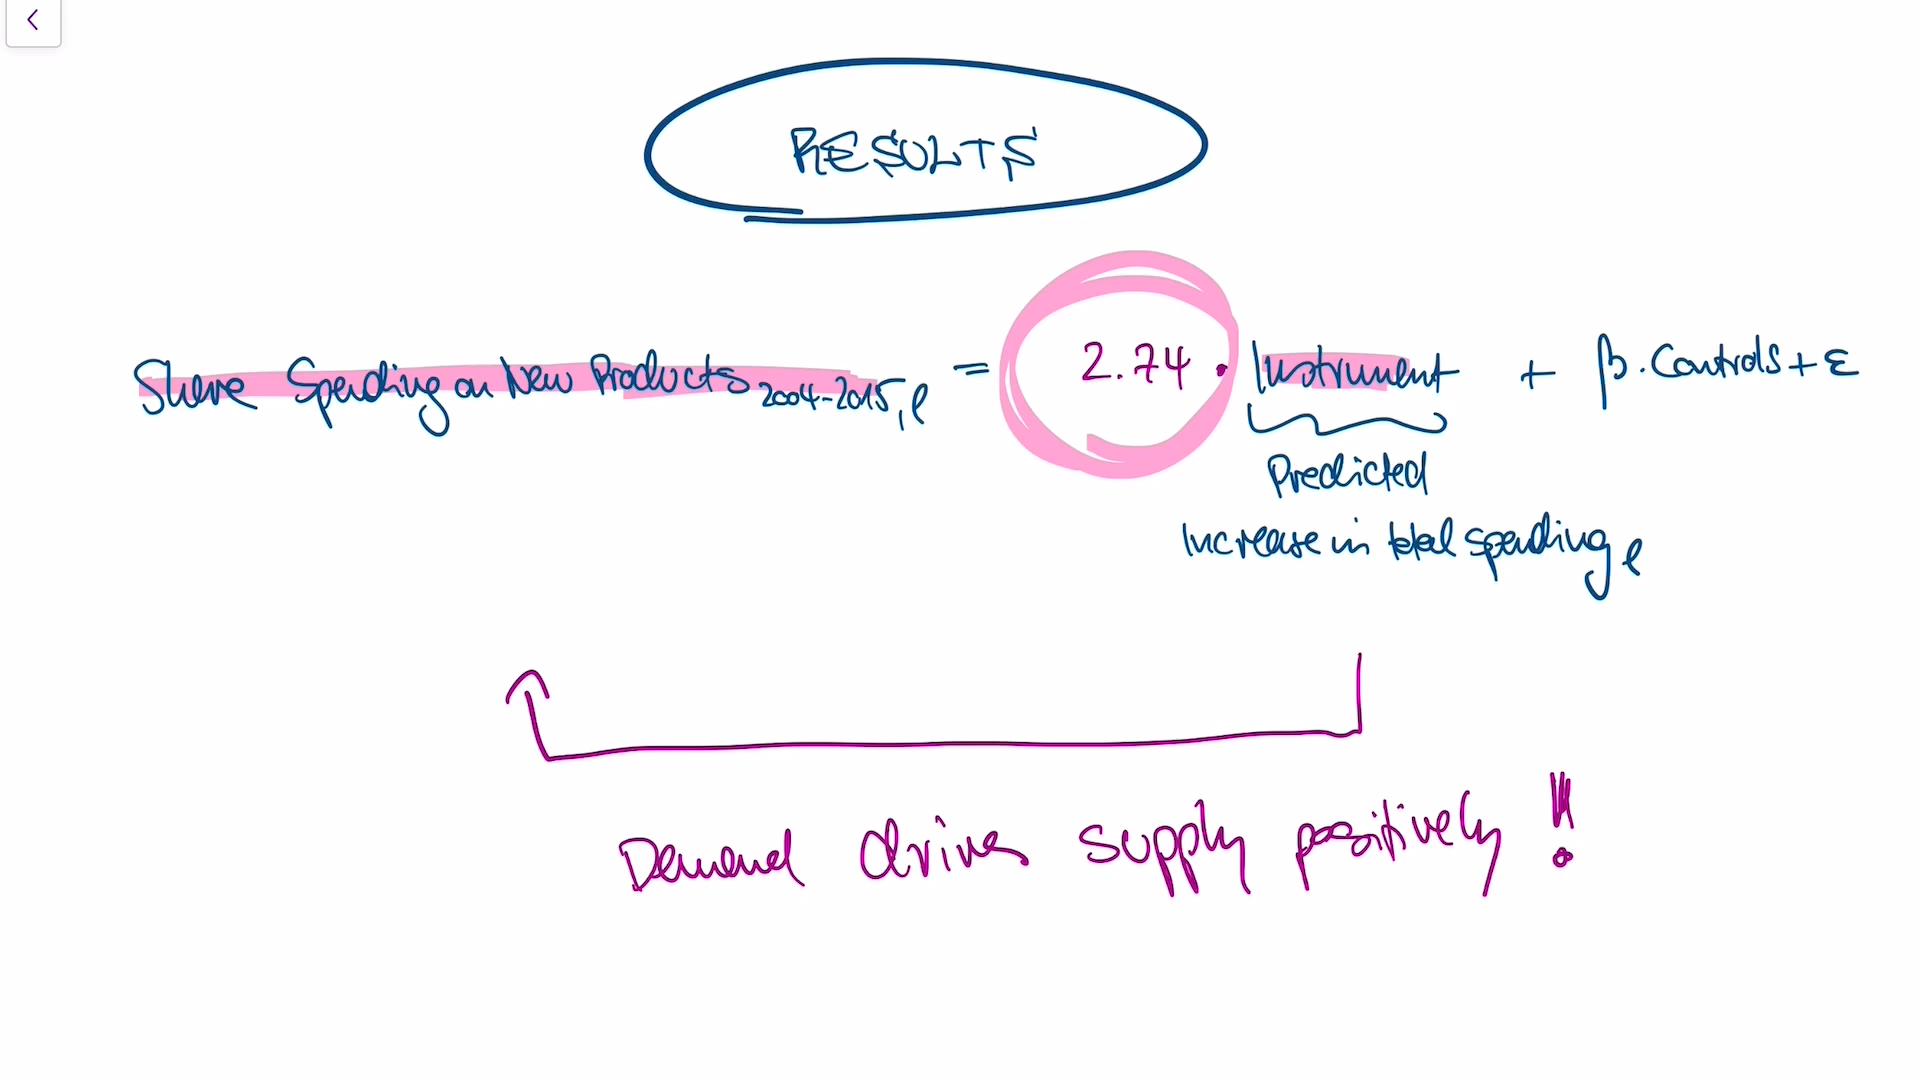 RESULTS
Share Spending on New Products 2004-2015, l = 2.74 · Instrument + β · Controls + ε
Predicted
Increase in total spending l
Demand drives supply positively !